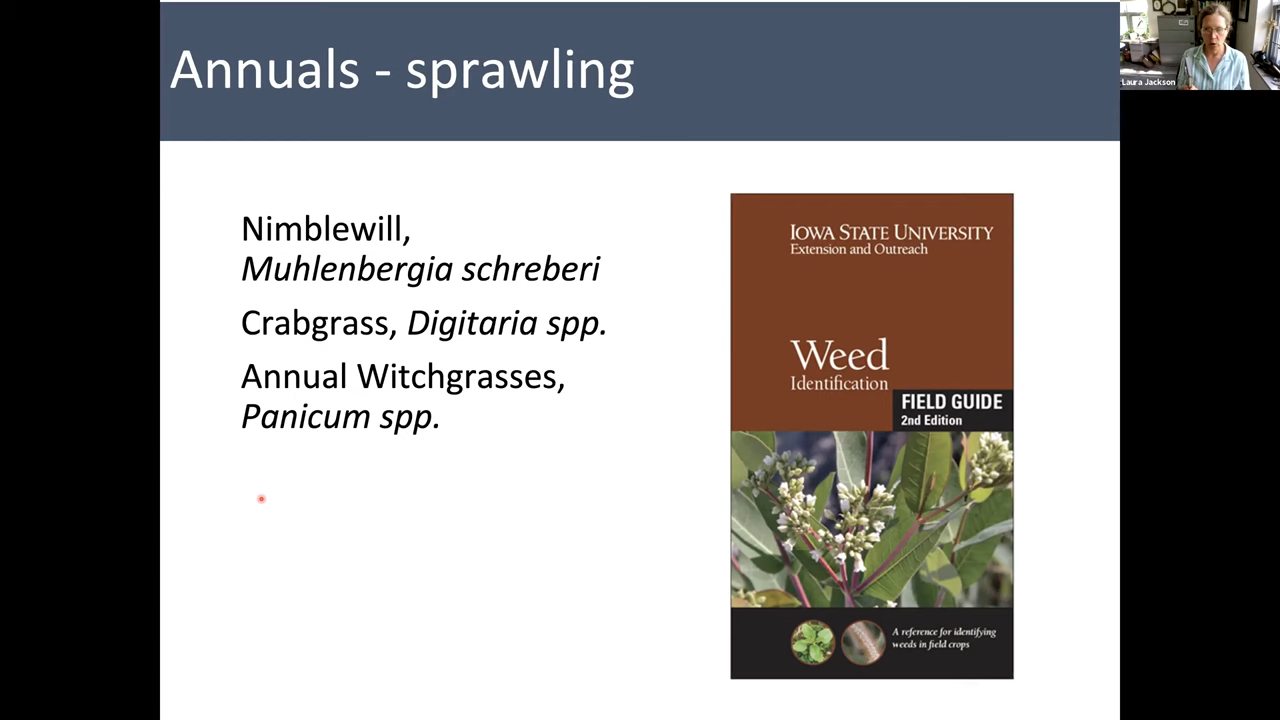 Annuals - sprawling
Laura Jackson
Nimblewill,
Muhlenbergia schreberi
Crabgrass, Digitaria spp.
Annual Witchgrasses,
Panicum spp.
IOWA STATE UNIVERSITY
Extension and Outreach
Weed
Identification
FIELD GUIDE
2nd Edition
A reference for identifying
weeds in field crops